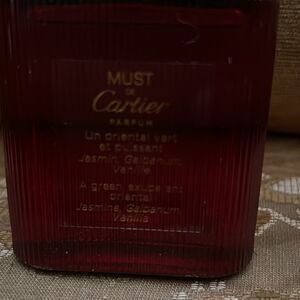 MUST
DE
Cartier
PARFUM
Un oriental vert
et puissant
Jasmin, Galbanum,
Vanille
A green exuberant
oriental
Jasmine, Galbanum
Vanilla